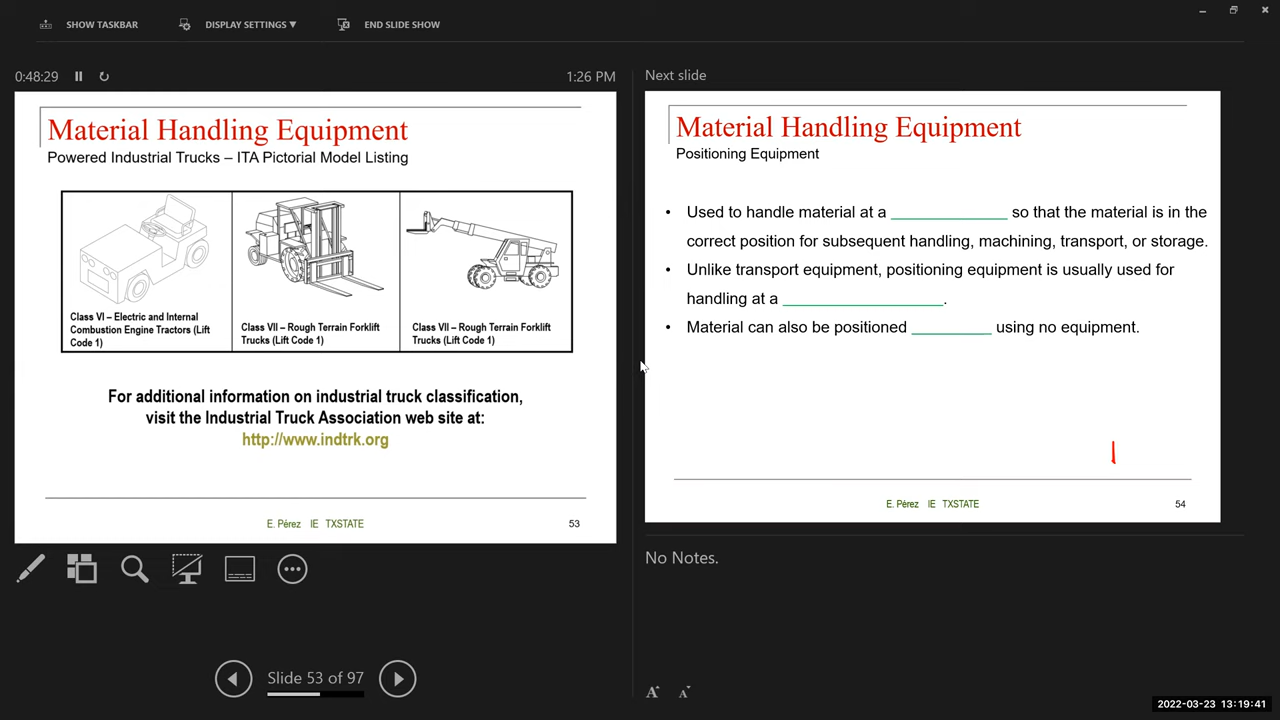 SHOW TASKBAR
DISPLAY SETTINGS ▼
END SLIDE SHOW
0:48:29
1:26 PM
Material Handling Equipment
Powered Industrial Trucks – ITA Pictorial Model Listing
Class VI – Electric and Internal
Combustion Engine Tractors (Lift
Code 1)
Class VII – Rough Terrain Forklift
Trucks (Lift Code 1)
Class VII – Rough Terrain Forklift
Trucks (Lift Code 1)
For additional information on industrial truck classification,
visit the Industrial Truck Association web site at:
http://www.indtrk.org
E. Pérez IE TXSTATE
53
Next slide
Material Handling Equipment
Positioning Equipment
• Used to handle material at a ______________ so that the material is in the
correct position for subsequent handling, machining, transport, or storage.
• Unlike transport equipment, positioning equipment is usually used for
handling at a ___________________.
• Material can also be positioned _________ using no equipment.
E. Pérez IE TXSTATE
54
No Notes.
Slide 53 of 97
A A
2022-03-23 13:19:41